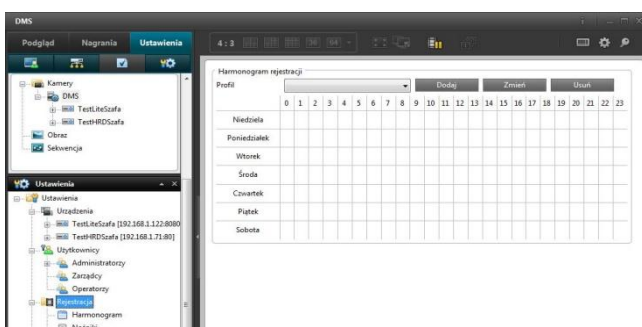 DMS
Podgląd Nagrania Ustawienia
4:3
Kamery
DMS
TestLiteSzafa
TestHRDSzafa
Obraz
Sekwencja
Ustawienia
Ustawienia
Urządzenia
TestLiteSzafa [192.168.1.122:8080
TestHRDSzafa [192.168.1.71:80]
Użytkownicy
Administratorzy
Zarządcy
Operatorzy
Rejestracja
Harmonogram
Harmonogram rejestracji
Profil Dodaj Zmień Usuń
0 1 2 3 4 5 6 7 8 9 10 11 12 13 14 15 16 17 18 19 20 21 22 23
Niedziela
Poniedziałek
Wtorek
Środa
Czwartek
Piątek
Sobota